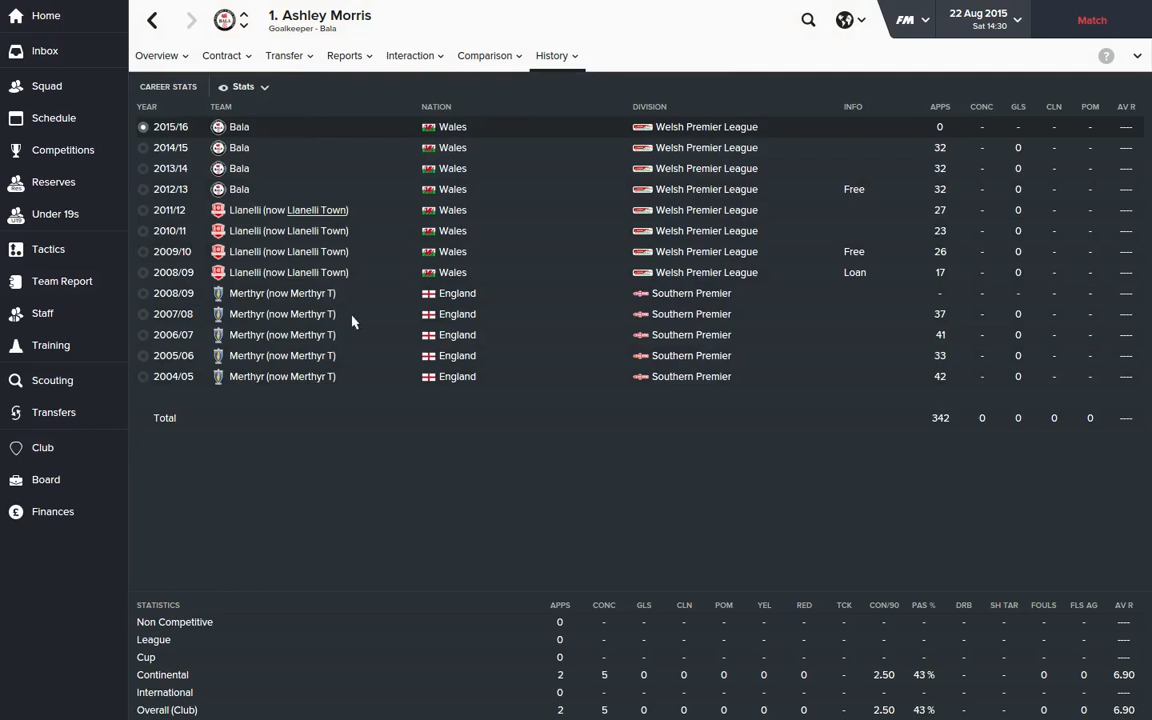 Home
Inbox
Squad
Schedule
Competitions
Reserves
Under 19s
Tactics
Team Report
Staff
Training
Scouting
Transfers
Club
Board
Finances
1. Ashley Morris
Goalkeeper - Bala
FM
22 Aug 2015
Sat 14:30
Match
Overview Contract Transfer Reports Interaction Comparison History ?
CAREER STATS Stats
YEAR TEAM NATION DIVISION INFO APPS CONC GLS CLN POM AV R
2015/16 Bala Wales Welsh Premier League 0 - - - - ----
2014/15 Bala Wales Welsh Premier League 32 - 0 - - ----
2013/14 Bala Wales Welsh Premier League 32 - 0 - - ----
2012/13 Bala Wales Welsh Premier League Free 32 - 0 - - ----
2011/12 Llanelli (now Llanelli Town) Wales Welsh Premier League 27 - 0 - - ----
2010/11 Llanelli (now Llanelli Town) Wales Welsh Premier League 23 - 0 - - ----
2009/10 Llanelli (now Llanelli Town) Wales Welsh Premier League Free 26 - 0 - - ----
2008/09 Llanelli (now Llanelli Town) Wales Welsh Premier League Loan 17 - 0 - - ----
2008/09 Merthyr (now Merthyr T) England Southern Premier - - 0 - - ----
2007/08 Merthyr (now Merthyr T) England Southern Premier 37 - 0 - - ----
2006/07 Merthyr (now Merthyr T) England Southern Premier 41 - 0 - - ----
2005/06 Merthyr (now Merthyr T) England Southern Premier 33 - 0 - - ----
2004/05 Merthyr (now Merthyr T) England Southern Premier 42 - 0 - - ----
Total 342 0 0 0 0 ----
STATISTICS APPS CONC GLS CLN POM YEL RED TCK CON/90 PAS % DRB SH TAR FOULS FLS AG AV R
Non Competitive 0 - - - - - - - - - - - - - ----
League 0 - - - - - - - - - - - - - ----
Cup 0 - - - - - - - - - - - - - ----
Continental 2 5 0 0 0 0 0 - 2.50 43 % - - 0 0 6.90
International 0 - - - - - - - - - - - - - ----
Overall (Club) 2 5 0 0 0 0 0 - 2.50 43 % - - 0 0 6.90